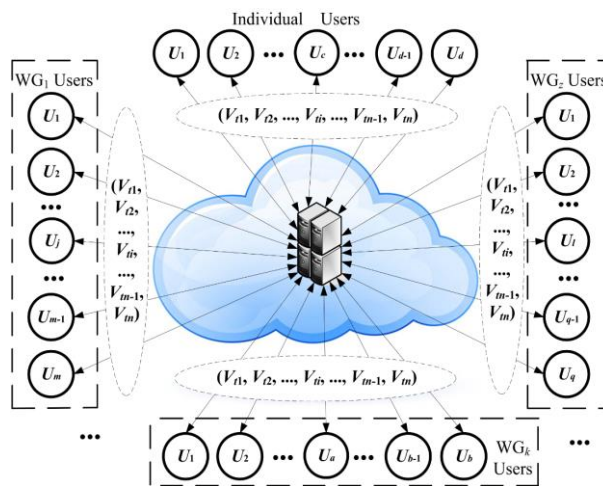 Individual Users
U1 U2 ... Uc ... Ud-1 Ud
WG1 Users
U1
U2
...
Uj
...
Um-1
Um
...
(Vt1,
Vt2,
...,
Vti,
...,
Vtn-1,
Vtn)
(Vt1, Vt2, ..., Vti, ..., Vtn-1, Vtn)
(Vt1,
Vt2,
...,
Vti,
...,
Vtn-1,
Vtn)
WG2 Users
U1
U2
...
Ul
...
Uq-1
Uq
...
(Vt1, Vt2, ..., Vti, ..., Vtn-1, Vtn)
U1 U2 ... Ua ... Ub-1 Ub
WGk
Users